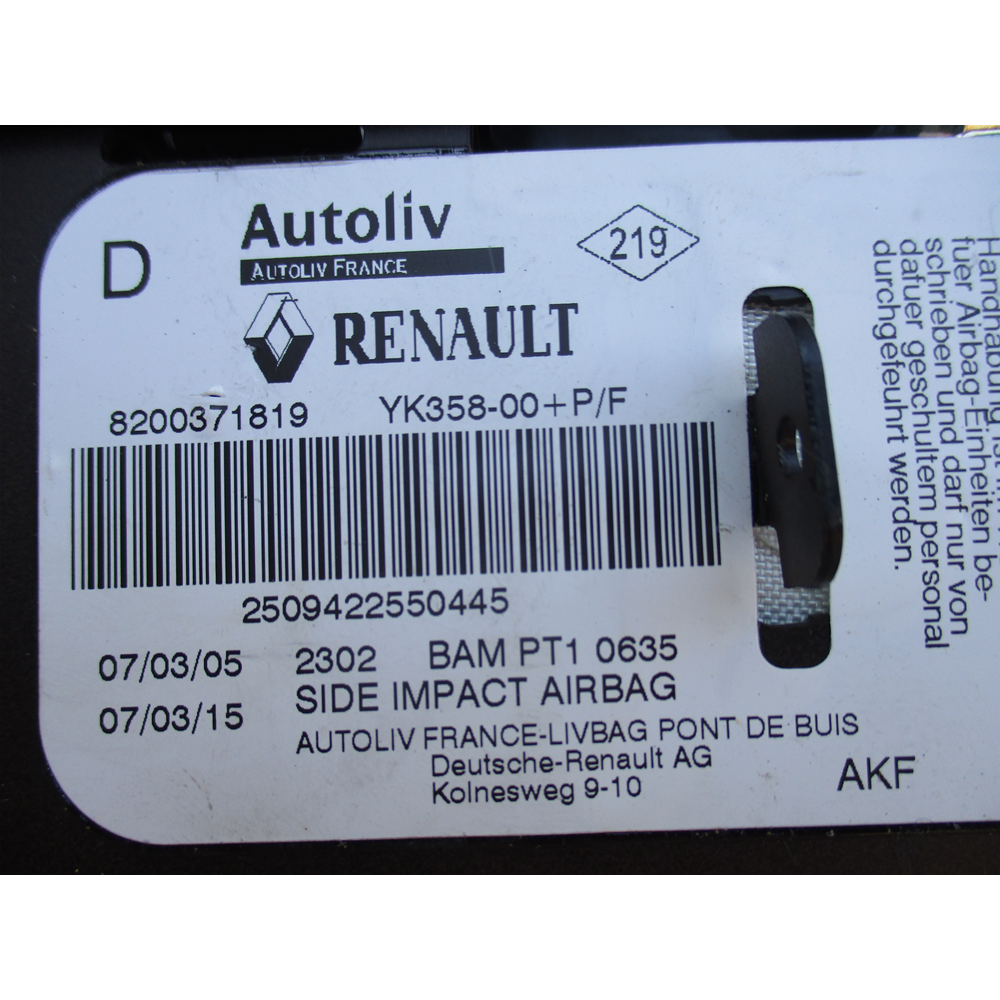 D
Autoliv
AUTOLIV FRANCE
219
RENAULT
8200371819 YK358-00+P/F
2509422550445
07/03/05 2302 BAM PT1 0635
07/03/15 SIDE IMPACT AIRBAG
AUTOLIV FRANCE-LIVBAG PONT DE BUIS
Deutsche-Renault AG
Kolnesweg 9-10
AKF
Handhabung
fuer Airbag-Einheiten be-
schrieben und darf nur von
dafuer geschultem personal
durchgefeuhrt werden.